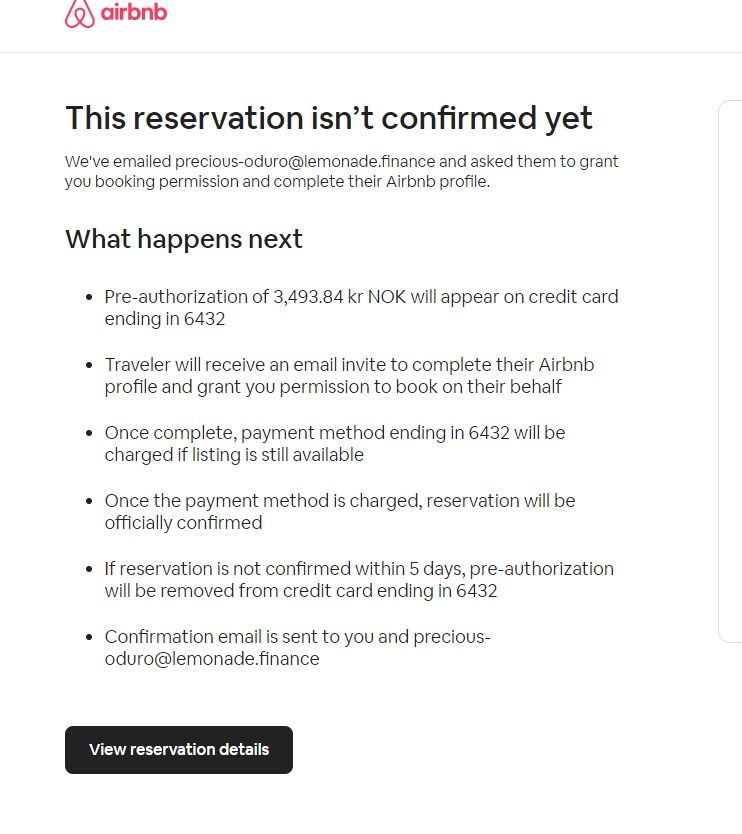 airbnb
This reservation isn’t confirmed yet
We've emailed precious-oduro@lemonade.finance and asked them to grant
you booking permission and complete their Airbnb profile.
What happens next
• Pre-authorization of 3,493.84 kr NOK will appear on credit card
ending in 6432
• Traveler will receive an email invite to complete their Airbnb
profile and grant you permission to book on their behalf
• Once complete, payment method ending in 6432 will be
charged if listing is still available
• Once the payment method is charged, reservation will be
officially confirmed
• If reservation is not confirmed within 5 days, pre-authorization
will be removed from credit card ending in 6432
• Confirmation email is sent to you and precious-
oduro@lemonade.finance
View reservation details